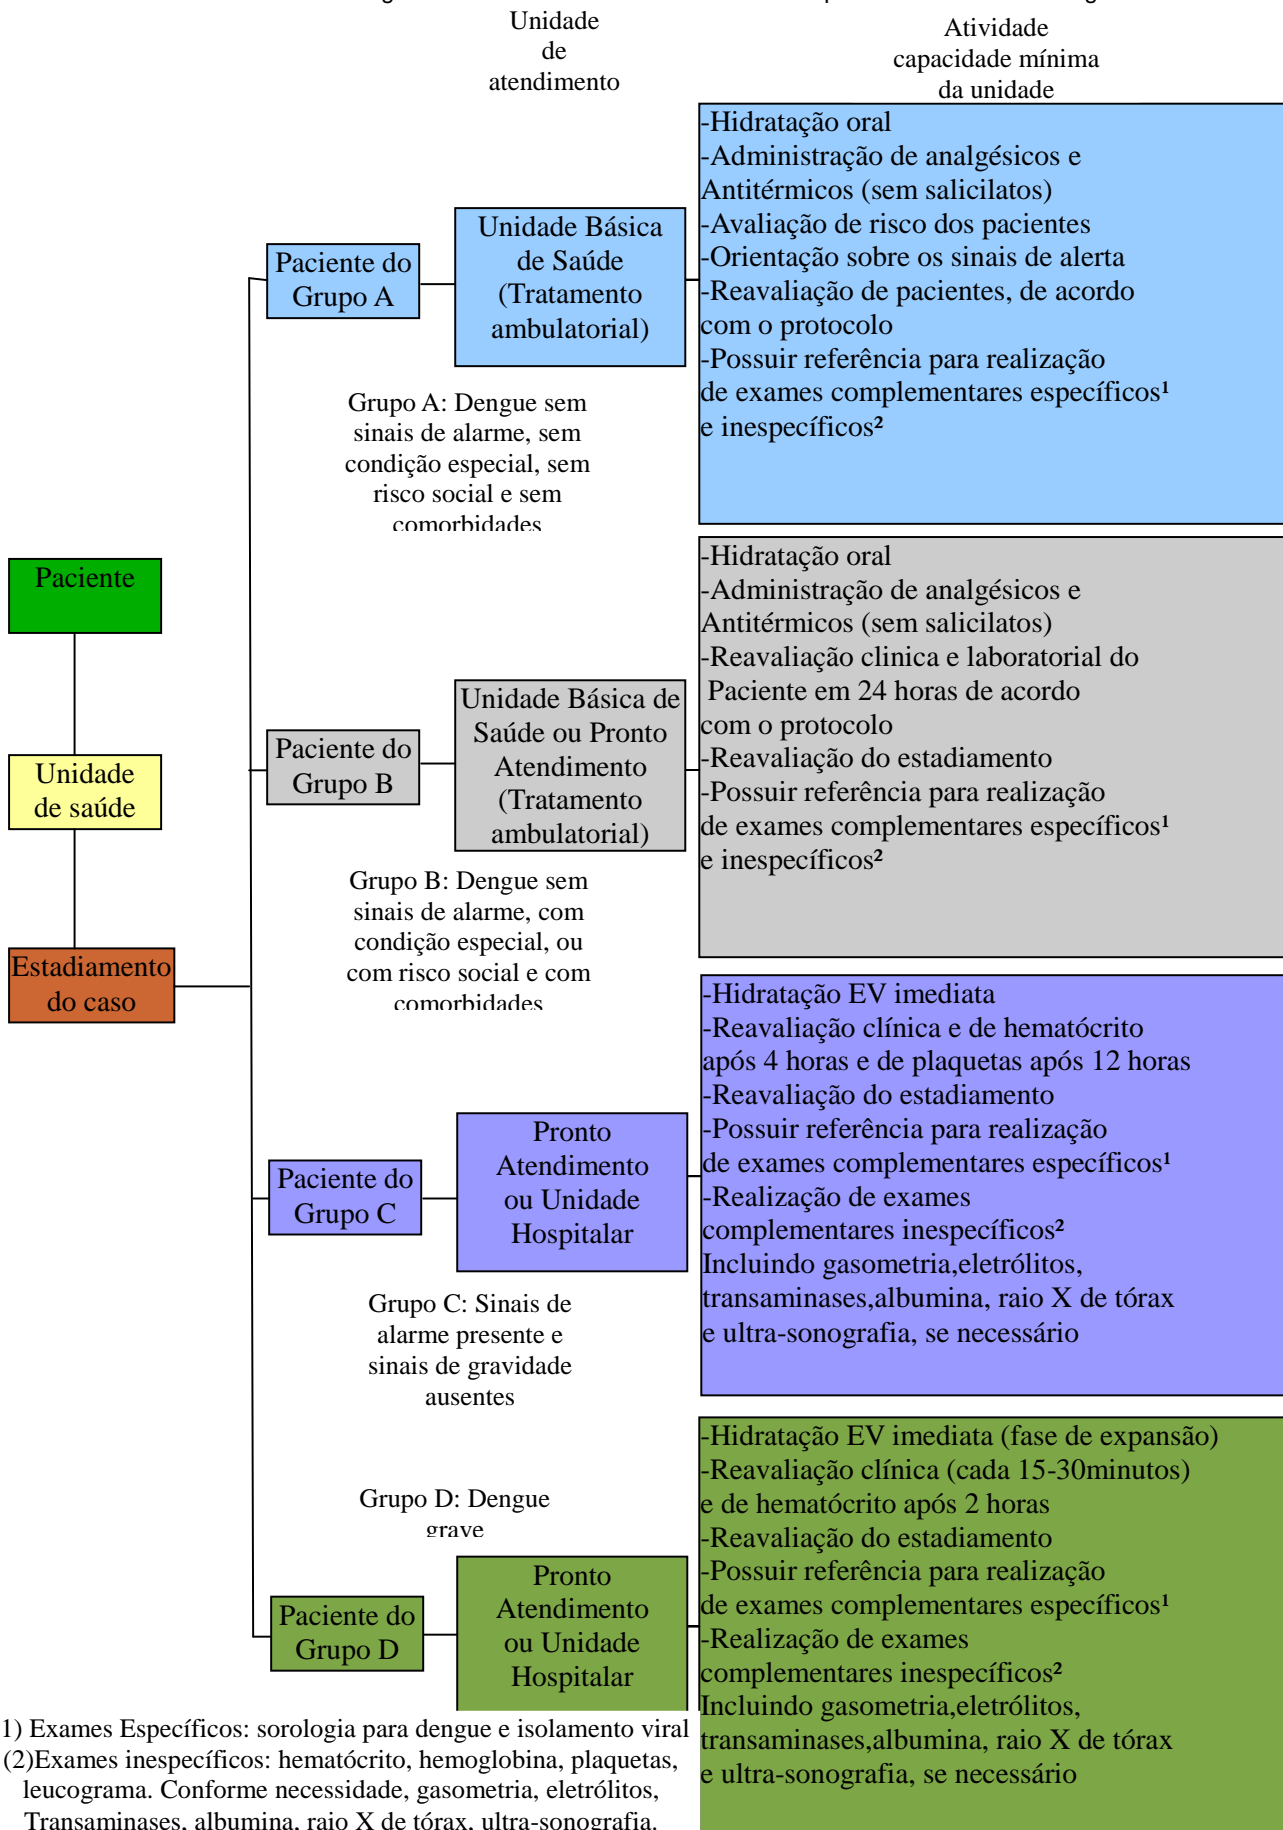 Unidade
de
atendimento
Atividade
capacidade mínima
da unidade
Paciente
Unidade
de saúde
Estadiamento
do caso
Paciente do
Grupo A
Unidade Básica
de Saúde
(Tratamento
ambulatorial)
-Hidratação oral
-Administração de analgésicos e
Antitérmicos (sem salicilatos)
-Avaliação de risco dos pacientes
-Orientação sobre os sinais de alerta
-Reavaliação de pacientes, de acordo
com o protocolo
-Possuir referência para realização
de exames complementares específicos¹
e inespecíficos²
Grupo A: Dengue sem
sinais de alarme, sem
condição especial, sem
risco social e sem
comorbidades
Paciente do
Grupo B
Unidade Básica de
Saúde ou Pronto
Atendimento
(Tratamento
ambulatorial)
-Hidratação oral
-Administração de analgésicos e
Antitérmicos (sem salicilatos)
-Reavaliação clinica e laboratorial do
Paciente em 24 horas de acordo
com o protocolo
-Reavaliação do estadiamento
-Possuir referência para realização
de exames complementares específicos¹
e inespecíficos²
Grupo B: Dengue sem
sinais de alarme, com
condição especial, ou
com risco social e com
comorbidades
Paciente do
Grupo C
Pronto
Atendimento
ou Unidade
Hospitalar
-Hidratação EV imediata
-Reavaliação clínica e de hematócrito
após 4 horas e de plaquetas após 12 horas
-Reavaliação do estadiamento
-Possuir referência para realização
de exames complementares específicos¹
-Realização de exames
complementares inespecíficos²
Incluindo gasometria,eletrólitos,
transaminases,albumina, raio X de tórax
e ultra-sonografia, se necessário
Grupo C: Sinais de
alarme presente e
sinais de gravidade
ausentes
Grupo D: Dengue
grave
Paciente do
Grupo D
Pronto
Atendimento
ou Unidade
Hospitalar
-Hidratação EV imediata (fase de expansão)
-Reavaliação clínica (cada 15-30minutos)
e de hematócrito após 2 horas
-Reavaliação do estadiamento
-Possuir referência para realização
de exames complementares específicos¹
-Realização de exames
complementares inespecíficos²
Incluindo gasometria,eletrólitos,
transaminases,albumina, raio X de tórax
e ultra-sonografia, se necessário
1) Exames Específicos: sorologia para dengue e isolamento viral
(2)Exames inespecíficos: hematócrito, hemoglobina, plaquetas,
leucograma. Conforme necessidade, gasometria, eletrólitos,
Transaminases, albumina, raio X de tórax, ultra-sonografia.